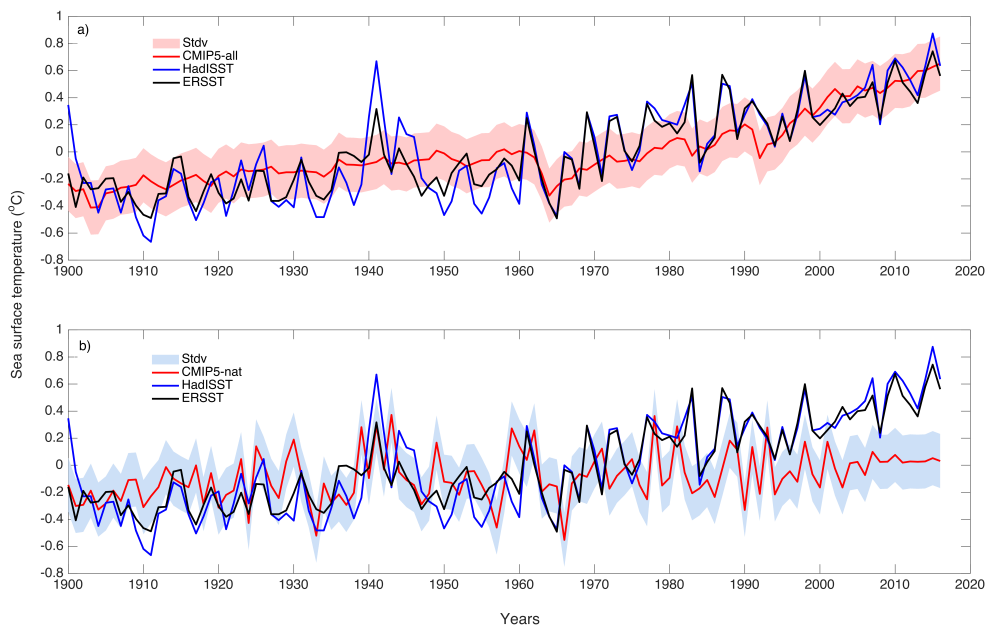 a)
Stdv
CMIP5-all
HadISST
ERSST
1
0.8
0.6
0.4
0.2
0
-0.2
-0.4
-0.6
-0.8
1900 1910 1920 1930 1940 1950 1960 1970 1980 1990 2000 2010 2020
Sea surface temperature (°C)
b)
Stdv
CMIP5-nat
HadISST
ERSST
1
0.8
0.6
0.4
0.2
0
-0.2
-0.4
-0.6
-0.8
1900 1910 1920 1930 1940 1950 1960 1970 1980 1990 2000 2010 2020
Years